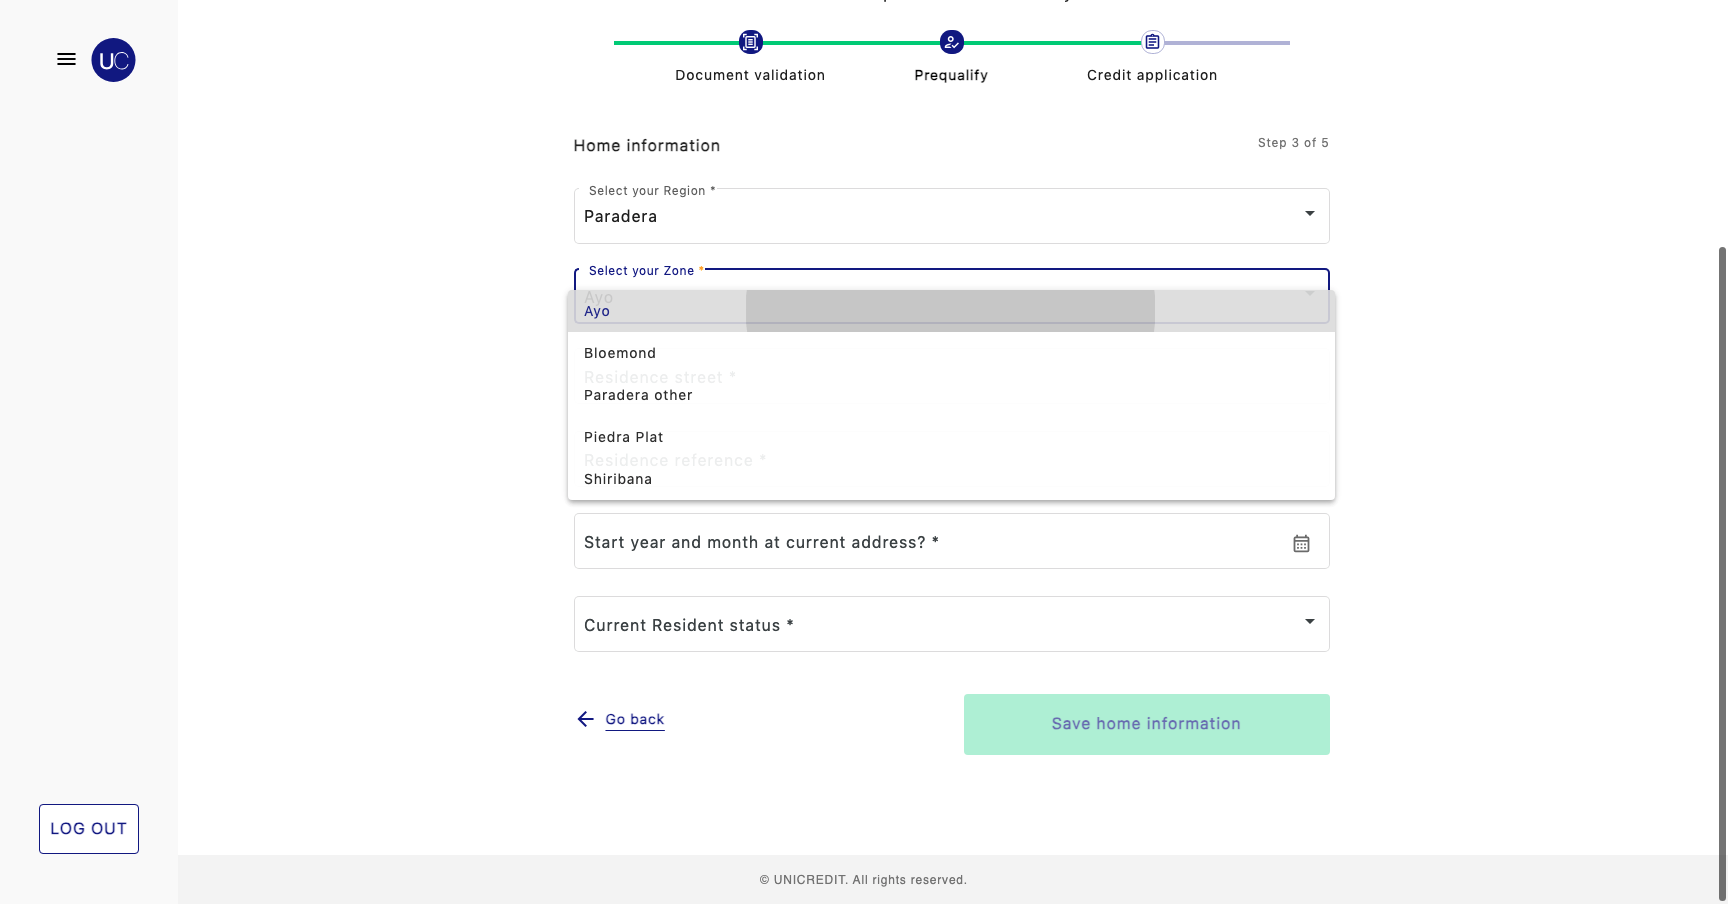 UC
Document validation
Prequalify
Credit application
Home information
Step 3 of 5
Select your Region *
Paradera
Select your Zone *
Ayo
Ayo
Bloemond
Residence street *
Paradera other
Piedra Plat
Residence reference *
Shiribana
Start year and month at current address? *
Current Resident status *
Go back
Save home information
LOG OUT
© UNICREDIT. All rights reserved.